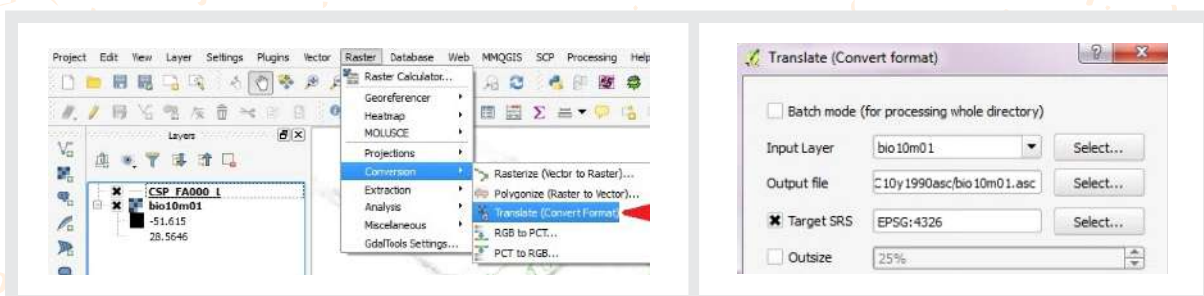 Project Edit View Layer Settings Plugins Vector Raster Database Web MMQGIS SCP Processing Help
Raster Calculator...
Georeferencer
Heatmap
MOLUSCE
Projections
Conversion
Extraction
Analysis
Miscellaneous
GdalTools Settings...
Rasterize (Vector to Raster)...
Polygonize (Raster to Vector)...
Translate (Convert Format)
RGB to PCT...
PCT to RGB...
Layers
CSP_FA000_L
bio10m01
-51.615
28.5646
Translate (Convert format)
Batch mode (for processing whole directory)
Input Layer bio10m01 Select...
Output file C10y1990asc/bio10m01.asc Select...
Target SRS EPSG:4326 Select...
Outsize 25%